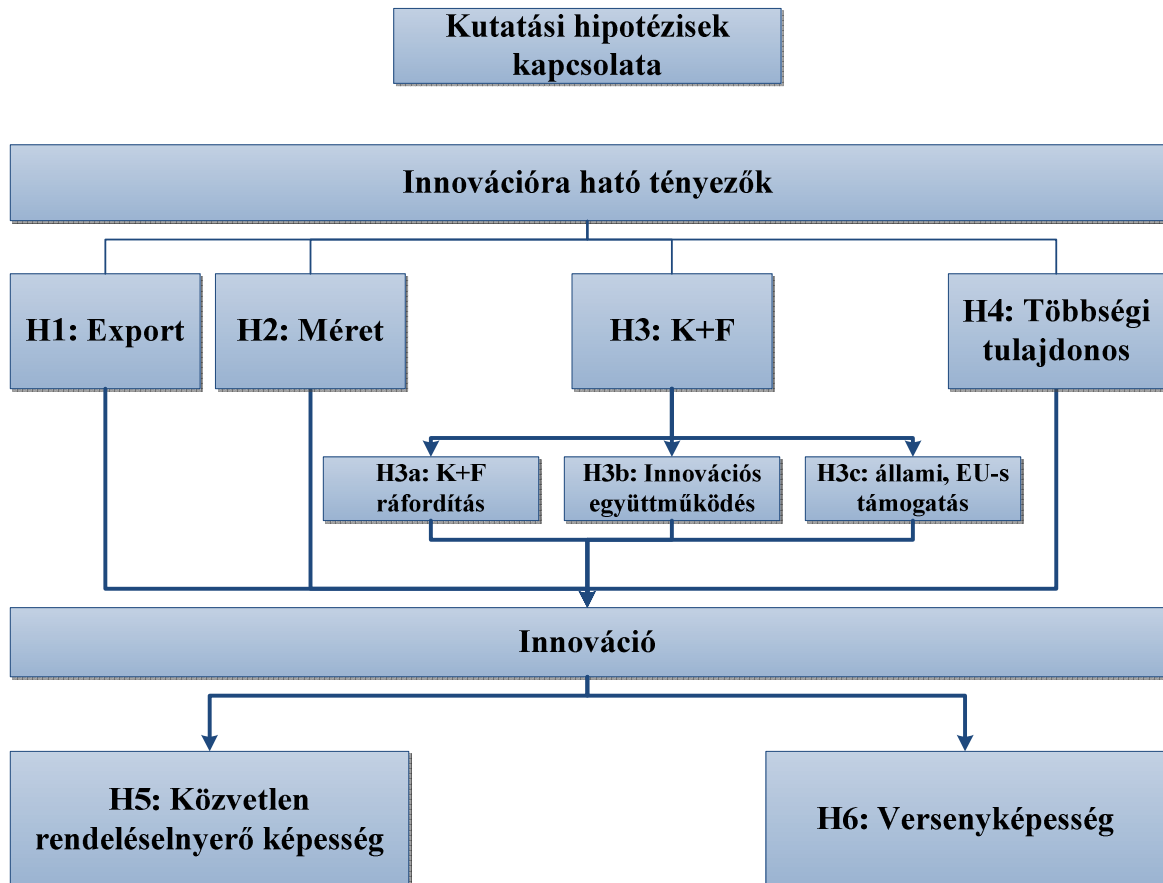 Kutatási hipotézisek
kapcsolata
Innovációra ható tényezők
H1: Export
H2: Méret
H3: K+F
H4: Többségi
tulajdonos
H3a: K+F
ráfordítás
H3b: Innovációs
együttműködés
H3c: állami, EU-s
támogatás
Innováció
H5: Közvetlen
rendeléselnyerő képesség
H6: Versenyképesség